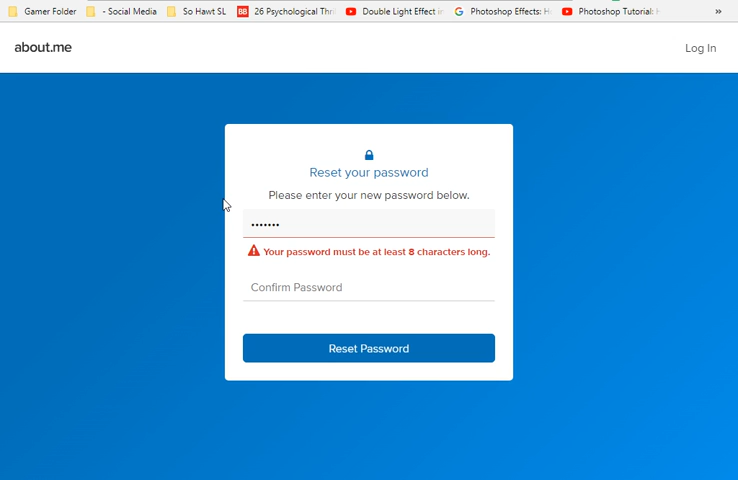 Gamer Folder - Social Media So Hawt SL BB 26 Psychological Thri Double Light Effect in Photoshop Effects: H Photoshop Tutorial: H »
about.me Log In
Reset your password
Please enter your new password below.
•••••••
Your password must be at least 8 characters long.
Confirm Password
Reset Password